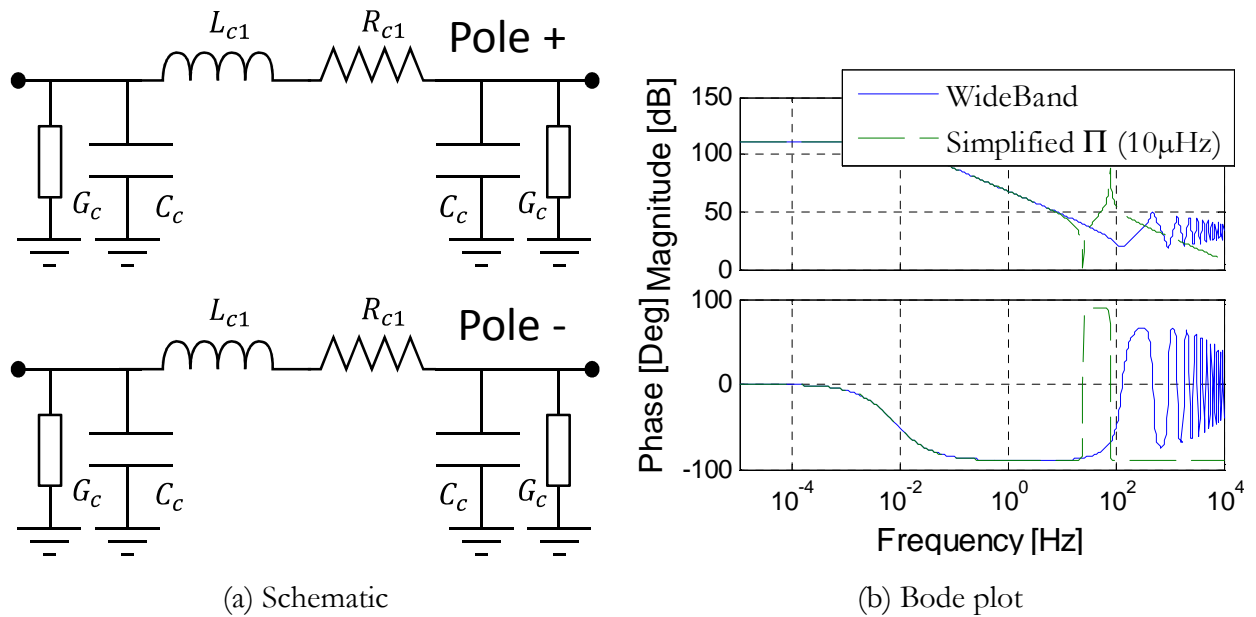 L_{c1} R_{c1} Pole +
G_c C_c C_c G_c
L_{c1} R_{c1} Pole -
G_c C_c C_c G_c
(a) Schematic
WideBand
Simplified Π (10μHz)
Magnitude [dB]
150
100
50
0
Phase [Deg]
100
0
-100
10^{-4} 10^{-2} 10^{0} 10^{2} 10^{4}
Frequency [Hz]
(b) Bode plot